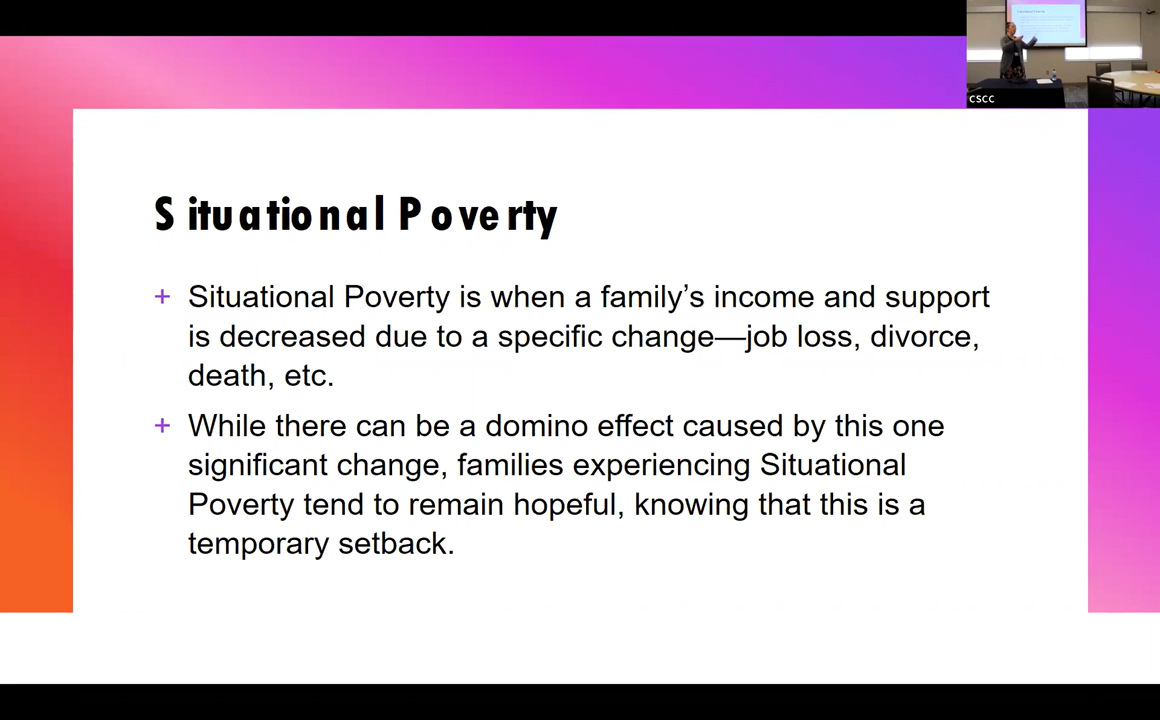 Situational Poverty
+ Situational Poverty is when a family’s income and support
is decreased due to a specific change—job loss, divorce,
death, etc.
+ While there can be a domino effect caused by this one
significant change, families experiencing Situational
Poverty tend to remain hopeful, knowing that this is a
temporary setback.
CSCC